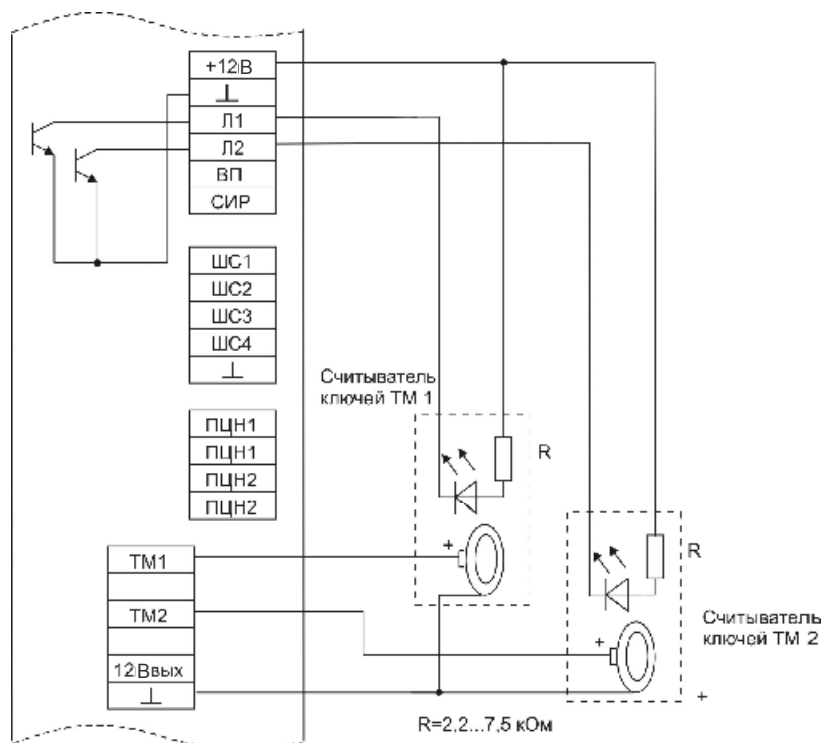 +12В
⊥
Л1
Л2
ВП
СИР
ШС1
ШС2
ШС3
ШС4
⊥
ПЦН1
ПЦН1
ПЦН2
ПЦН2
Считыватель
ключей ТМ 1
R
+
R
ТМ1
ТМ2
12Ввых
⊥
+
Считыватель
ключей ТМ 2
+
R=2,2...7,5 кОм